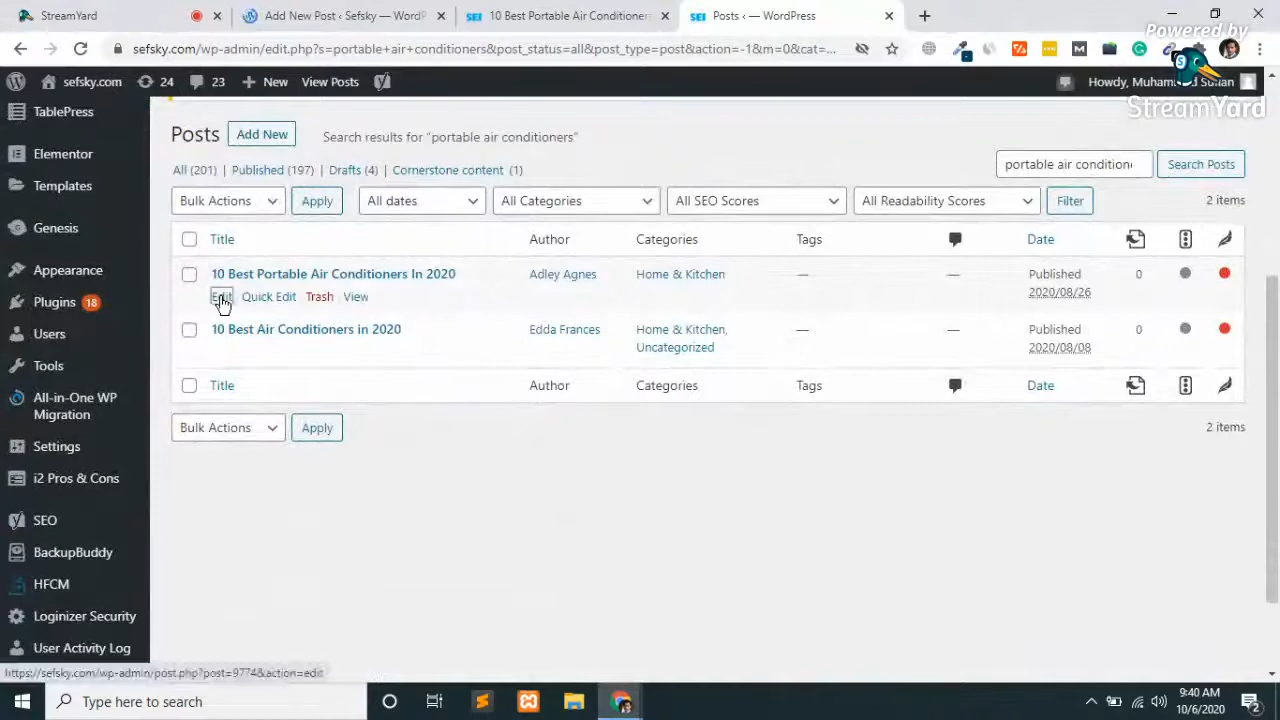 StreamYard
Add New Post ‹ Sefsky — WordP
SEI 10 Best Portable Air Conditioners
SEI Posts ‹ — WordPress
Powered by
sefsky.com/wp-admin/edit.php?s=portable+air+conditioners&post_status=all&post_type=post&action=-1&m=0&cat=...
StreamYard
sefsky.com 24 23 New View Posts
Howdy, Muhammad Sufian
TablePress
Elementor
Templates
Genesis
Appearance
Plugins 18
Users
Tools
All-in-One WP
Migration
Settings
i2 Pros & Cons
SEO
BackupBuddy
HFCM
Loginizer Security
User Activity Log
Posts Add New Search results for "portable air conditioners"
All (201) | Published (197) | Drafts (4) | Cornerstone content (1)
portable air condition Search Posts
Bulk Actions Apply All dates All Categories All SEO Scores All Readability Scores Filter 2 items
Title Author Categories Tags Date
10 Best Portable Air Conditioners In 2020 Adley Agnes Home & Kitchen — — Published 0
2020/08/26
Edit Quick Edit Trash View
10 Best Air Conditioners in 2020 Edda Frances Home & Kitchen, — — Published 0
Uncategorized 2020/08/08
Title Author Categories Tags Date
Bulk Actions Apply 2 items
https://sefsky.com/wp-admin/post.php?post=9774&action=edit
Type here to search
9:40 AM
10/6/2020
2